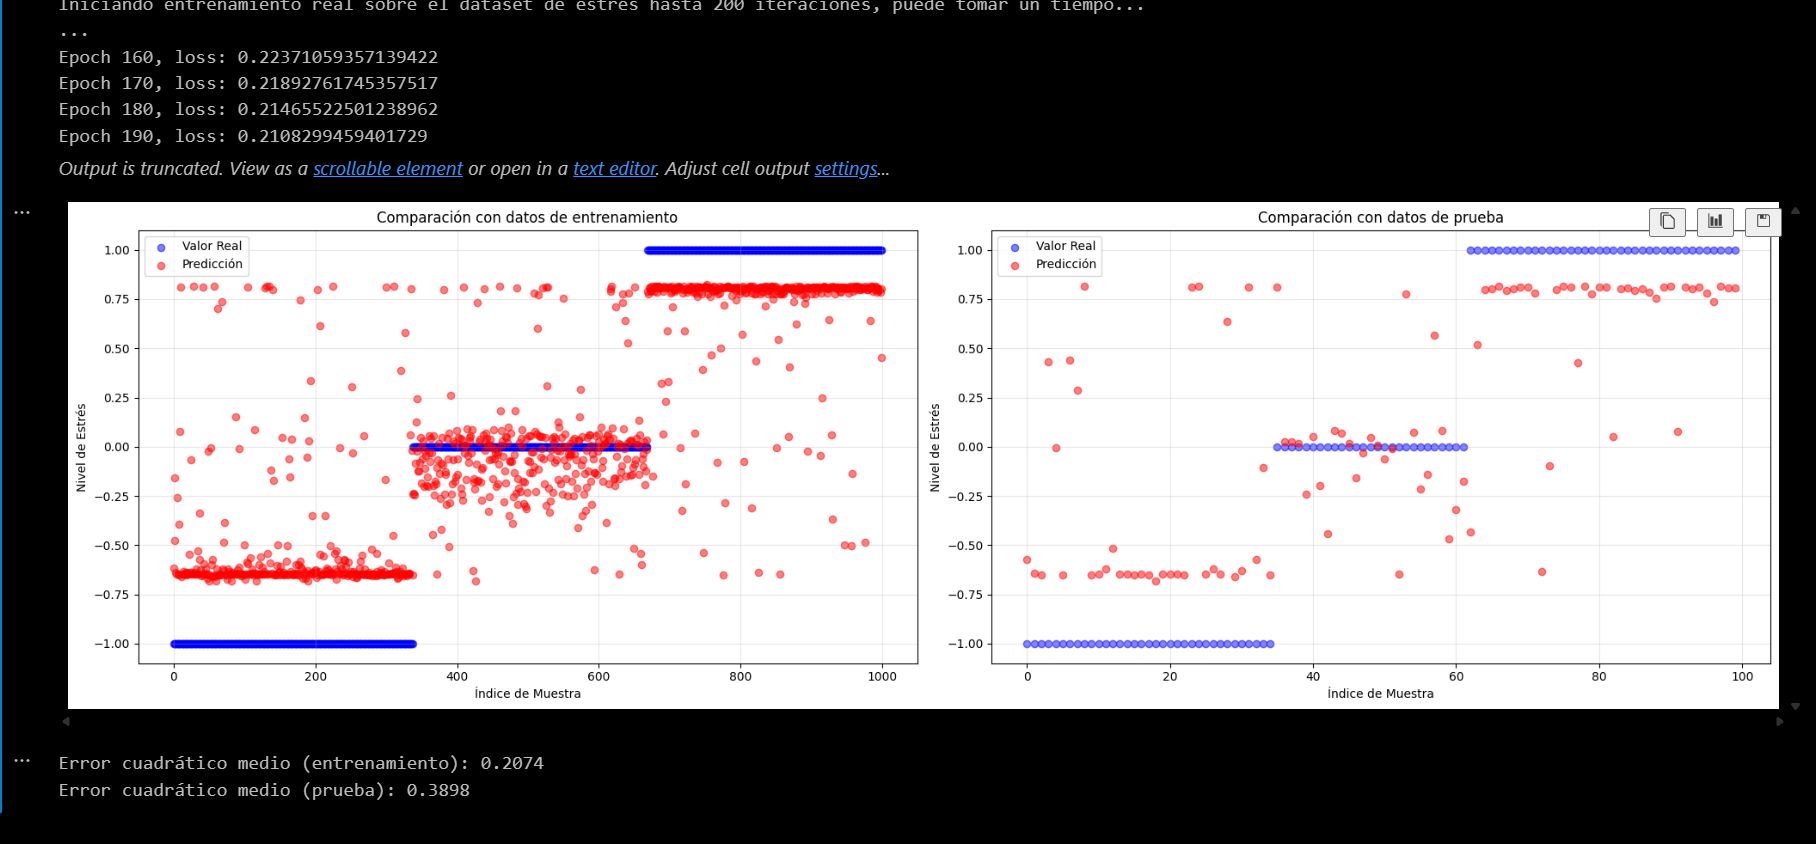 Iniciando entrenamiento real sobre el dataset de estrés hasta 200 iteraciones, puede tomar un tiempo...
...
Epoch 160, loss: 0.22371059357139422
Epoch 170, loss: 0.21892761745357517
Epoch 180, loss: 0.21465522501238962
Epoch 190, loss: 0.2108299459401729
Output is truncated. View as a scrollable element or open in a text editor. Adjust cell output settings...
...
Comparación con datos de entrenamiento
Valor Real
Predicción
1.00
0.75
0.50
0.25
0.00
−0.25
−0.50
−0.75
−1.00
Nivel de Estrés
0 200 400 600 800 1000
Índice de Muestra
Comparación con datos de prueba
Valor Real
Predicción
1.00
0.75
0.50
0.25
0.00
−0.25
−0.50
−0.75
−1.00
Nivel de Estrés
0 20 40 60 80 100
Índice de Muestra
...
Error cuadrático medio (entrenamiento): 0.2074
Error cuadrático medio (prueba): 0.3898